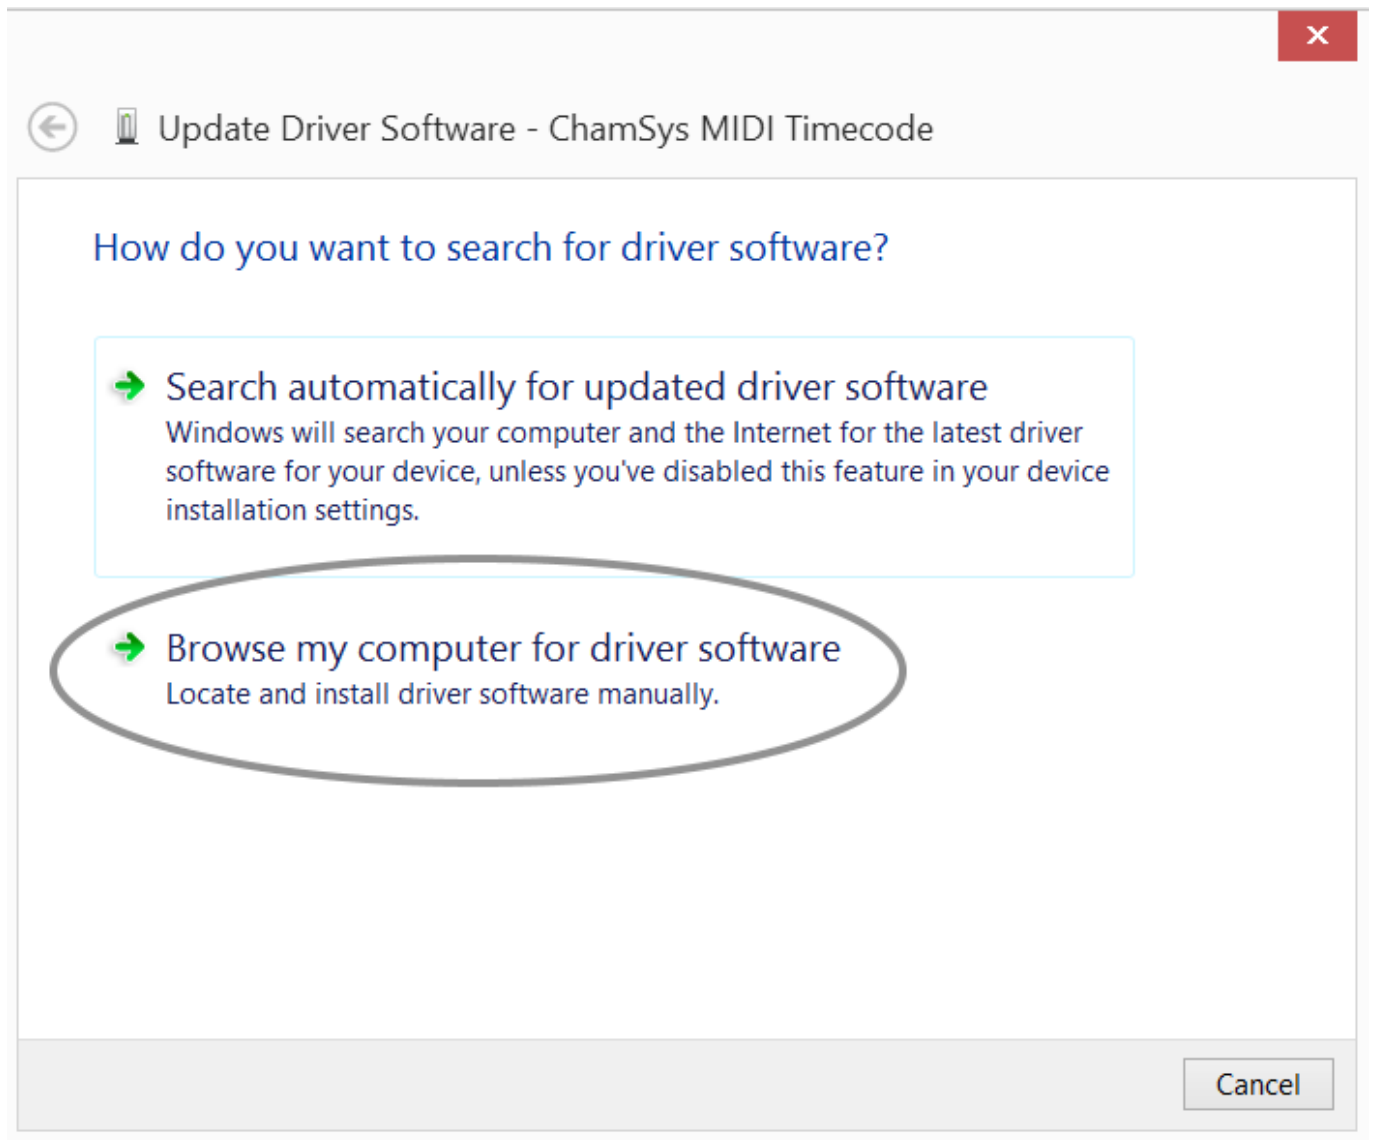 Update Driver Software - ChamSys MIDI Timecode
How do you want to search for driver software?
Search automatically for updated driver software
Windows will search your computer and the Internet for the latest driver
software for your device, unless you've disabled this feature in your device
installation settings.
Browse my computer for driver software
Locate and install driver software manually.
Cancel